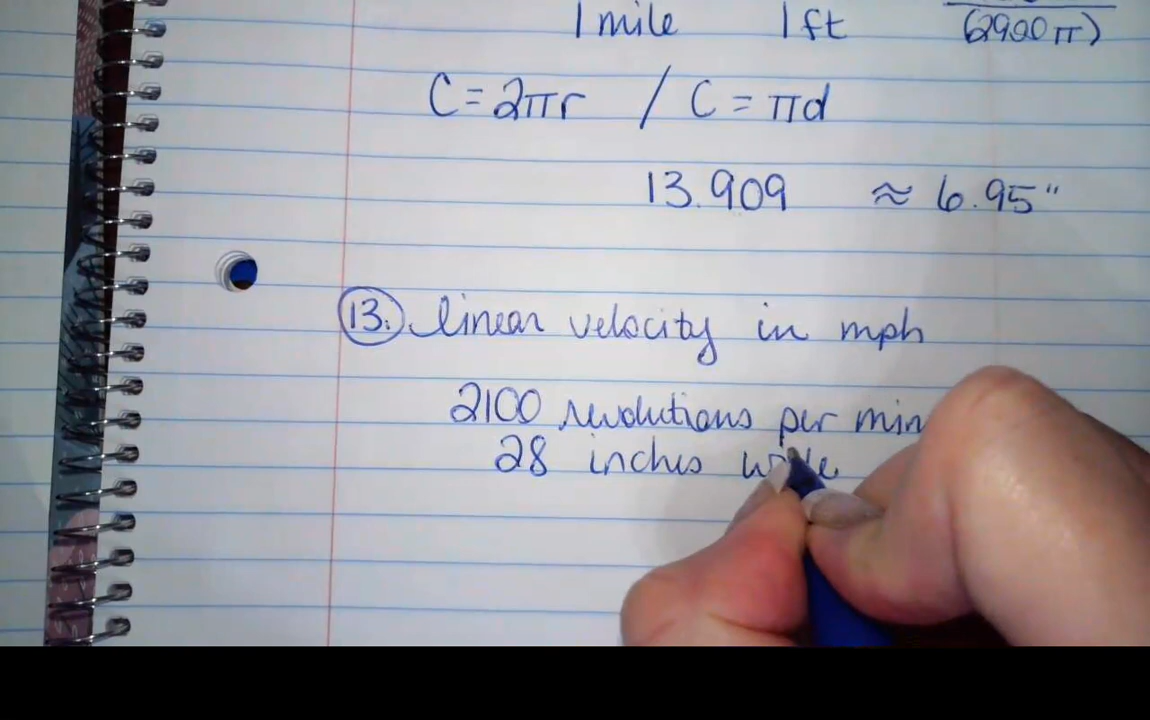 1 mile 1 ft (2900π)
C = 2πr / C = πd
13.909 ≈ 6.95"
13. linear velocity in mph
2100 revolutions per min
28 inches wide